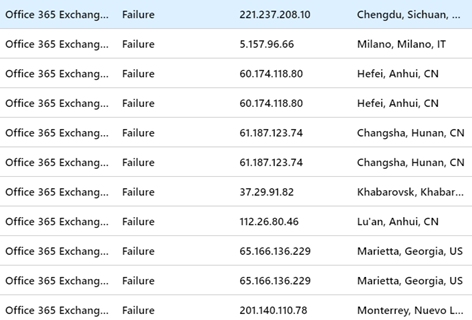 Office 365 Exchang... Failure 221.237.208.10 Chengdu, Sichuan, ...
Office 365 Exchang... Failure 5.157.96.66 Milano, Milano, IT
Office 365 Exchang... Failure 60.174.118.80 Hefei, Anhui, CN
Office 365 Exchang... Failure 60.174.118.80 Hefei, Anhui, CN
Office 365 Exchang... Failure 61.187.123.74 Changsha, Hunan, CN
Office 365 Exchang... Failure 61.187.123.74 Changsha, Hunan, CN
Office 365 Exchang... Failure 37.29.91.82 Khabarovsk, Khabar...
Office 365 Exchang... Failure 112.26.80.46 Lu'an, Anhui, CN
Office 365 Exchang... Failure 65.166.136.229 Marietta, Georgia, US
Office 365 Exchang... Failure 65.166.136.229 Marietta, Georgia, US
Office 365 Exchang... Failure 201.140.110.78 Monterrey, Nuevo L...